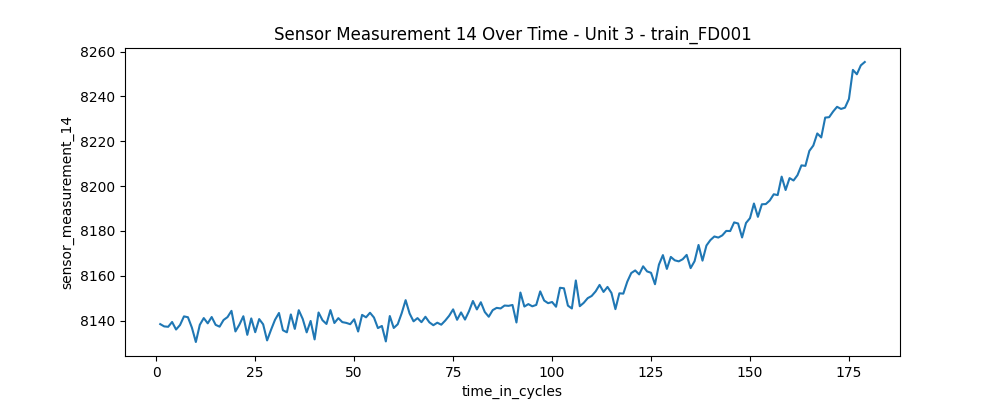 Sensor Measurement 14 Over Time - Unit 3 - train_FD001
8260
8240
8220
8200
8180
8160
8140
sensor_measurement_14
0 25 50 75 100 125 150 175
time_in_cycles